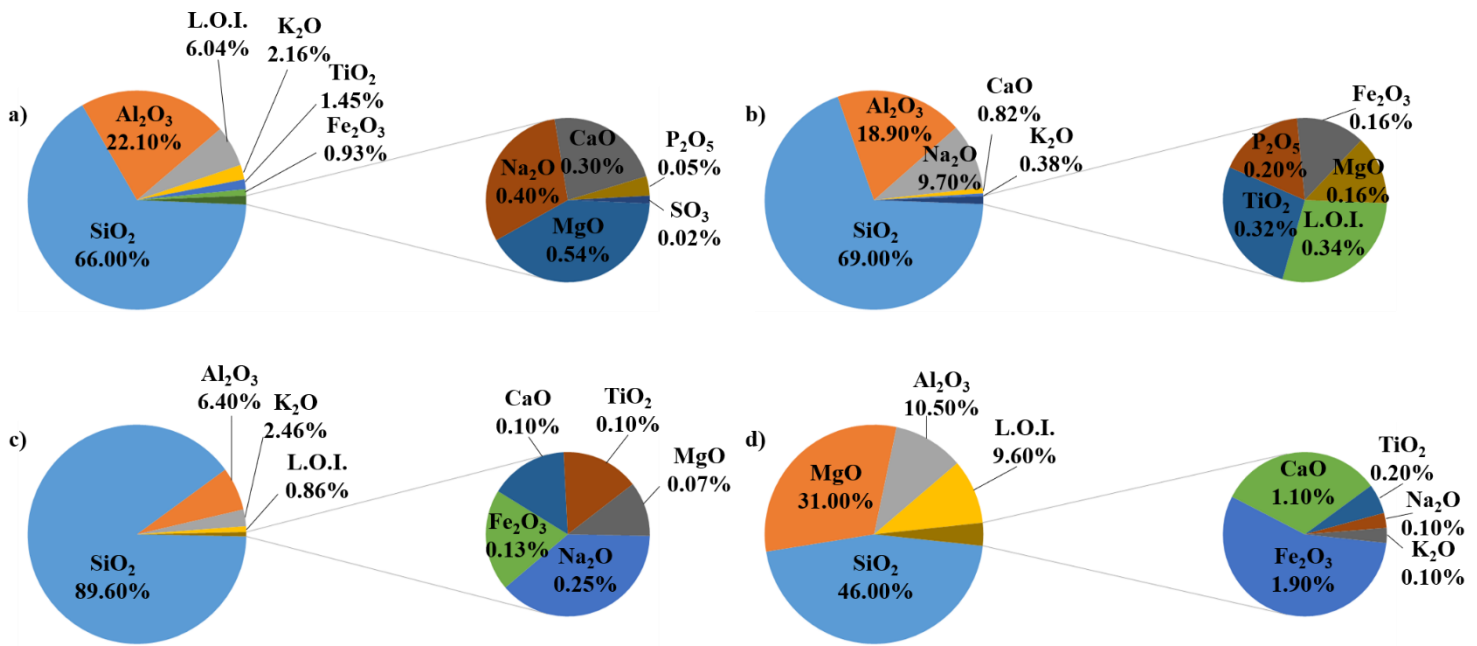 a)
L.O.I.
6.04%
K₂O
2.16%
TiO₂
1.45%
Fe₂O₃
0.93%
Al₂O₃
22.10%
SiO₂
66.00%
CaO
0.30%
Na₂O
0.40%
P₂O₅
0.05%
SO₃
0.02%
MgO
0.54%
b)
Al₂O₃
18.90%
CaO
0.82%
K₂O
0.38%
Na₂O
9.70%
SiO₂
69.00%
Fe₂O₃
0.16%
P₂O₅
0.20%
MgO
0.16%
TiO₂
0.32%
L.O.I.
0.34%
c)
Al₂O₃
6.40%
K₂O
2.46%
L.O.I.
0.86%
SiO₂
89.60%
CaO
0.10%
TiO₂
0.10%
MgO
0.07%
Fe₂O₃
0.13%
Na₂O
0.25%
d)
Al₂O₃
10.50%
L.O.I.
9.60%
MgO
31.00%
SiO₂
46.00%
CaO
1.10%
TiO₂
0.20%
Na₂O
0.10%
K₂O
0.10%
Fe₂O₃
1.90%